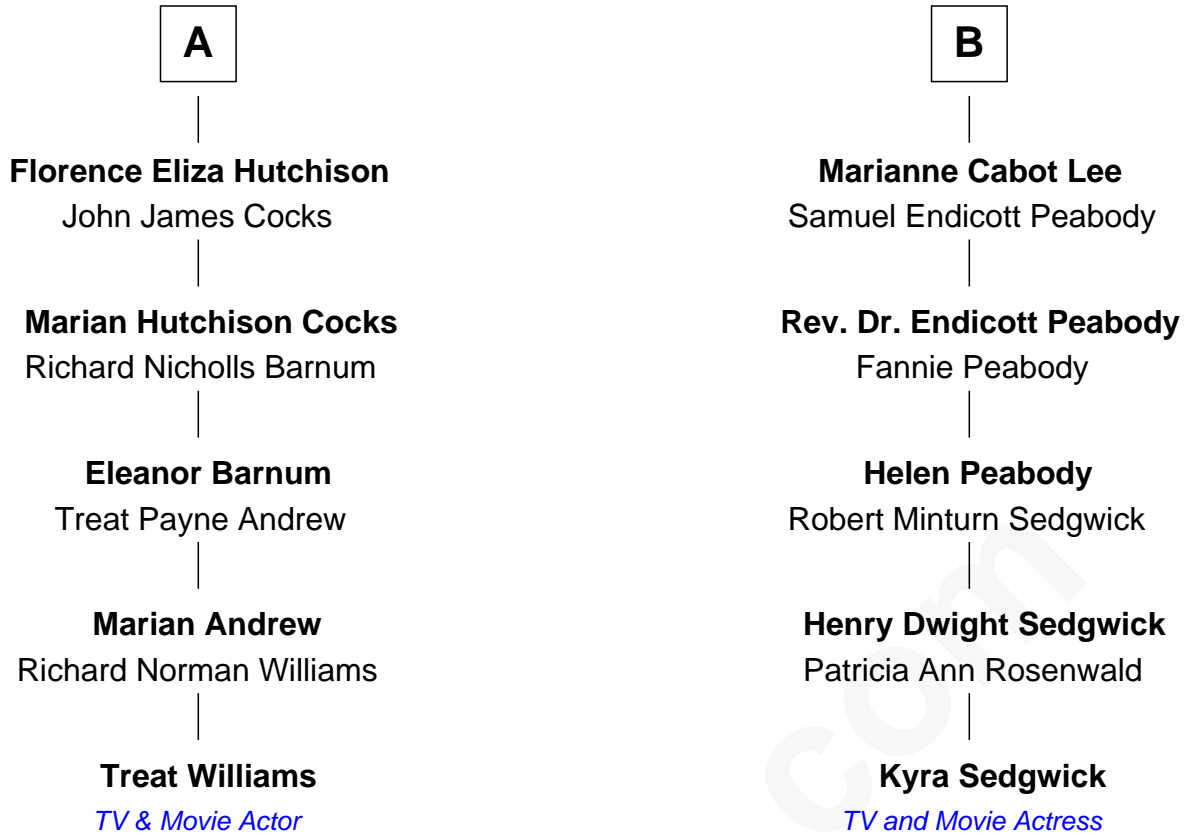 A
Florence Eliza Hutchison
John James Cocks
Marian Hutchison Cocks
Richard Nicholls Barnum
Eleanor Barnum
Treat Payne Andrew
Marian Andrew
Richard Norman Williams
Treat Williams
TV & Movie Actor
B
Marianne Cabot Lee
Samuel Endicott Peabody
Rev. Dr. Endicott Peabody
Fannie Peabody
Helen Peabody
Robert Minturn Sedgwick
Henry Dwight Sedgwick
Patricia Ann Rosenwald
Kyra Sedgwick
TV and Movie Actress
com